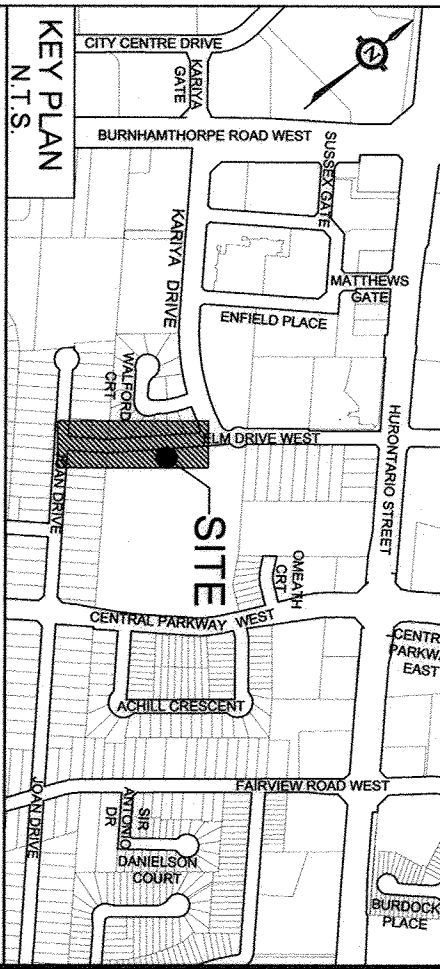 KEY PLAN
N.T.S.
CITY CENTRE DRIVE
KARIYA
GATE
N
BURNHAMTHORPE ROAD WEST
SUSSEX GATE
MATTHEWS
GATE
KARIYA DRIVE
ENFIELD PLACE
WALFORD
CRT
ELM DRIVE WEST
HURONTARIO STREET
JOAN DRIVE
SITE
OMEATH
CRT
CENTRAL PARKWAY WEST
CENTR
PARKWA
EAST
ACHILL CRESCENT
FAIRVIEW ROAD WEST
JOAN DRIVE
SIR
ANTONIO
DR
DANIELSON
COURT
BURDOCK
PLACE